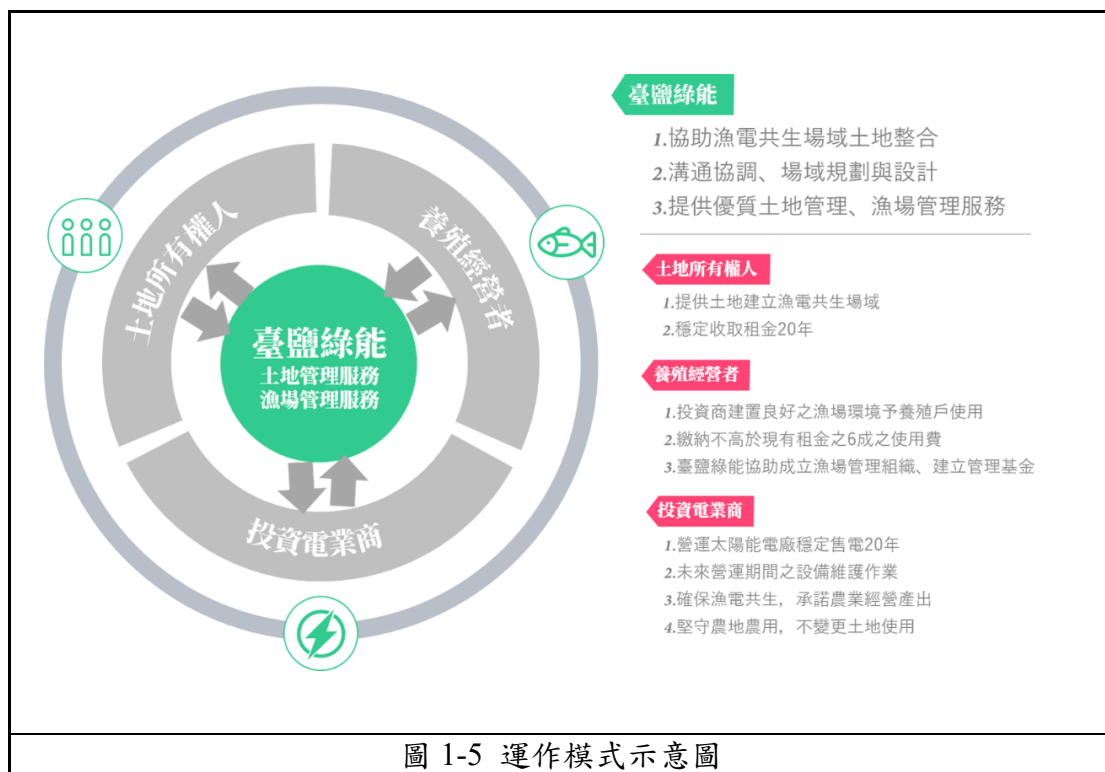 土地所有權人
養殖經營者
臺鹽綠能
土地管理服務
漁場管理服務
投資電業商
臺鹽綠能
1.協助漁電共生場域土地整合
2.溝通協調、場域規劃與設計
3.提供優質土地管理、漁場管理服務
土地所有權人
1.提供土地建立漁電共生場域
2.穩定收取租金20年
養殖經營者
1.投資商建置良好之漁場環境予養殖戶使用
2.繳納不高於現有租金之6成之使用費
3.臺鹽綠能協助成立漁場管理組織、建立管理基金
投資電業商
1.營運太陽能電廠穩定售電20年
2.未來營運期間之設備維護作業
3.確保漁電共生，承諾農業經營產出
4.堅守農地農用，不變更土地使用
圖 1-5 運作模式示意圖